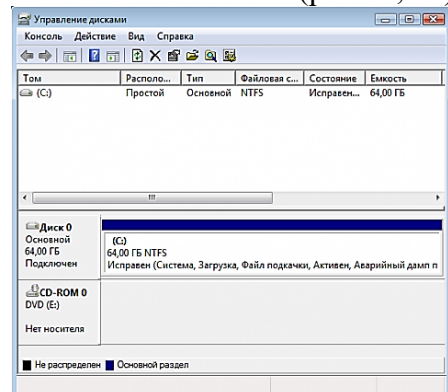 Управление дисками
Консоль Действие Вид Справка
Том Располо... Тип Файловая с... Состояние Емкость
(C:) Простой Основной NTFS Исправен... 64,00 ГБ
Диск 0
Основной
64,00 ГБ
Подключен
(C:)
64,00 ГБ NTFS
Исправен (Система, Загрузка, Файл подкачки, Активен, Аварийный дамп п
CD-ROM 0
DVD (E:)
Нет носителя
Не распределен Основной раздел